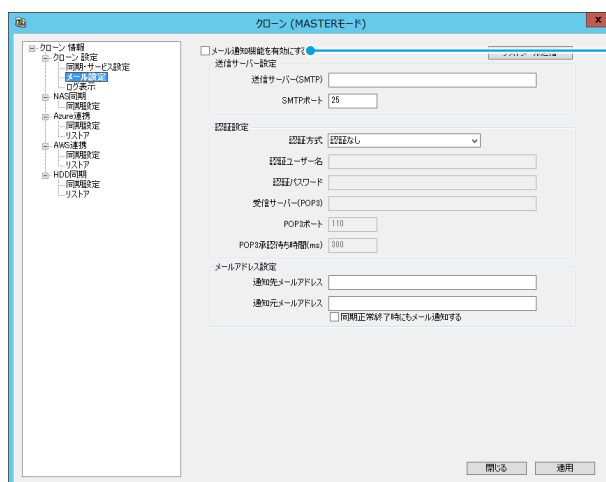 クローン (MASTERモード)
x
クローン 情報
クローン 設定
同期・サービス設定
メール設定
ログ表示
NAS同期
同期設定
Azure連携
同期設定
リストア
AWS連携
同期設定
リストア
HDD同期
同期設定
リストア
メール通知機能を有効にする
送信サーバー設定
送信サーバー(SMTP)
SMTPポート 25
認証設定
認証方式 認証なし
認証ユーザー名
認証パスワード
受信サーバー(POP3)
POP3ポート 110
POP3承認待ち時間(ms) 300
メールアドレス設定
通知先メールアドレス
通知元メールアドレス
同期正常終了時にもメール通知する
閉じる 適用